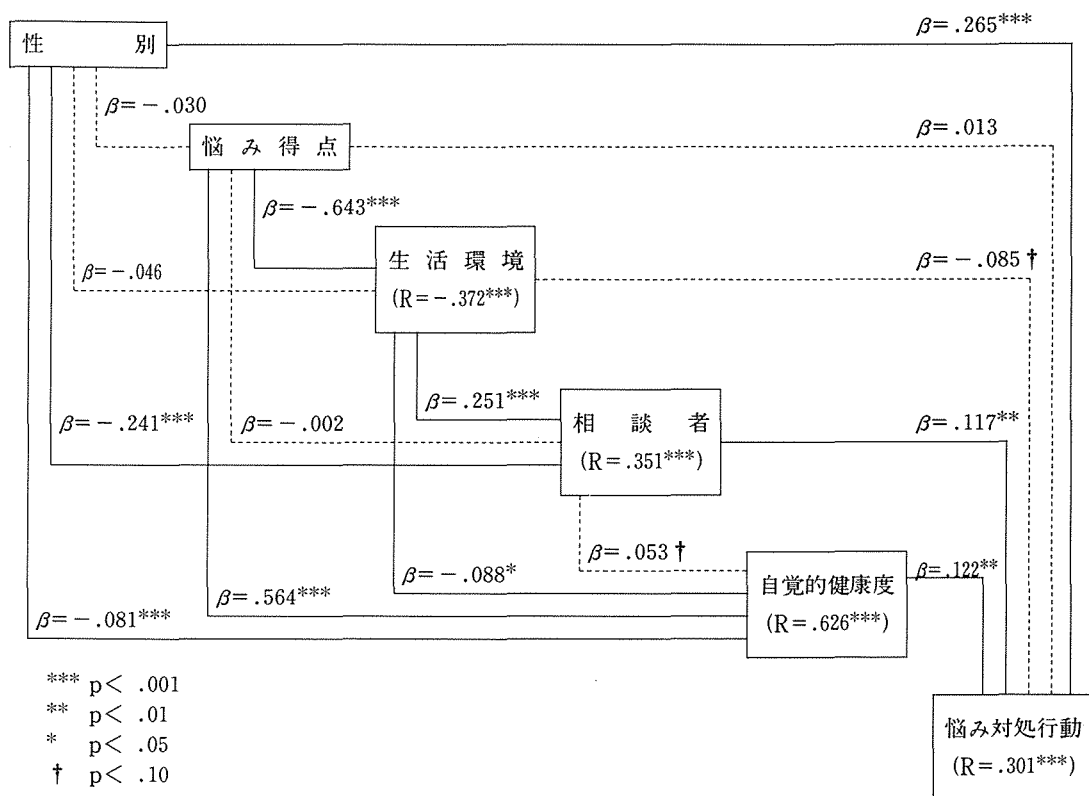 β=.265***
性別
β=−.030
β=.013
悩み得点
β=−.643***
生活環境
(R=−.372***)
β=−.046
β=−.085†
β=.251***
相談者
(R=.351***)
β=−.241***
β=−.002
β=.117**
β=.053†
自覚的健康度
(R=.626***)
β=−.088*
β=.122**
β=.564***
β=−.081***
*** p< .001
** p< .01
* p< .05
† p< .10
悩み対処行動
(R=.301***)